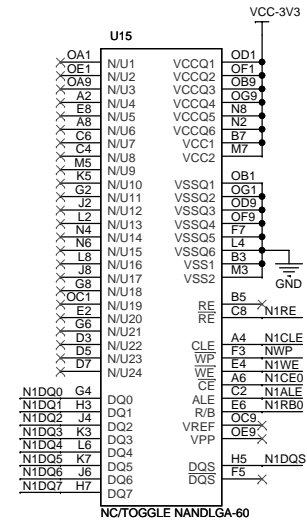 VCC-3V3
U15
OA1 N/U1 VCCQ1 OD1
OE1 N/U2 VCCQ2 OF1
OA9 N/U3 VCCQ3 OB9
A2 N/U4 VCCQ4 OG9
E8 N/U5 VCCQ5 N8
A8 N/U6 VCCQ6 N2
C6 N/U7 VCC1 B7
C4 N/U8 VCC2 M7
M5 N/U9
K5 N/U10 VSSQ1 OB1
G2 N/U11 VSSQ2 OG1
J2 N/U12 VSSQ3 OD9
L2 N/U13 VSSQ4 OF9
N4 N/U14 VSSQ5 F7
N6 N/U15 VSSQ6 L4
L8 N/U16 VSS1 B3
J8 N/U17 VSS2 M3
GND
G8 N/U18
OC1 N/U19 RE B5
E2 N/U20 RE C8 N1RE
G6 N/U21
D3 N/U22 CLE A4 N1CLE
D5 N/U23 WP F3 NWP
D7 N/U24 WE E4 N1WE
CE A6 N1CE0
N1DQ0 G4 DQ0 ALE C2 N1ALE
N1DQ1 H3 DQ1 R/B E6 N1RB0
N1DQ2 J4 DQ2 VREF OC9
N1DQ3 K3 DQ3 VPP OE9
N1DQ4 L6 DQ4
N1DQ5 K7 DQ5 DQS H5 N1DQS
N1DQ6 J6 DQ6 DQS F5
N1DQ7 H7 DQ7
NC/TOGGLE NANDLGA-60